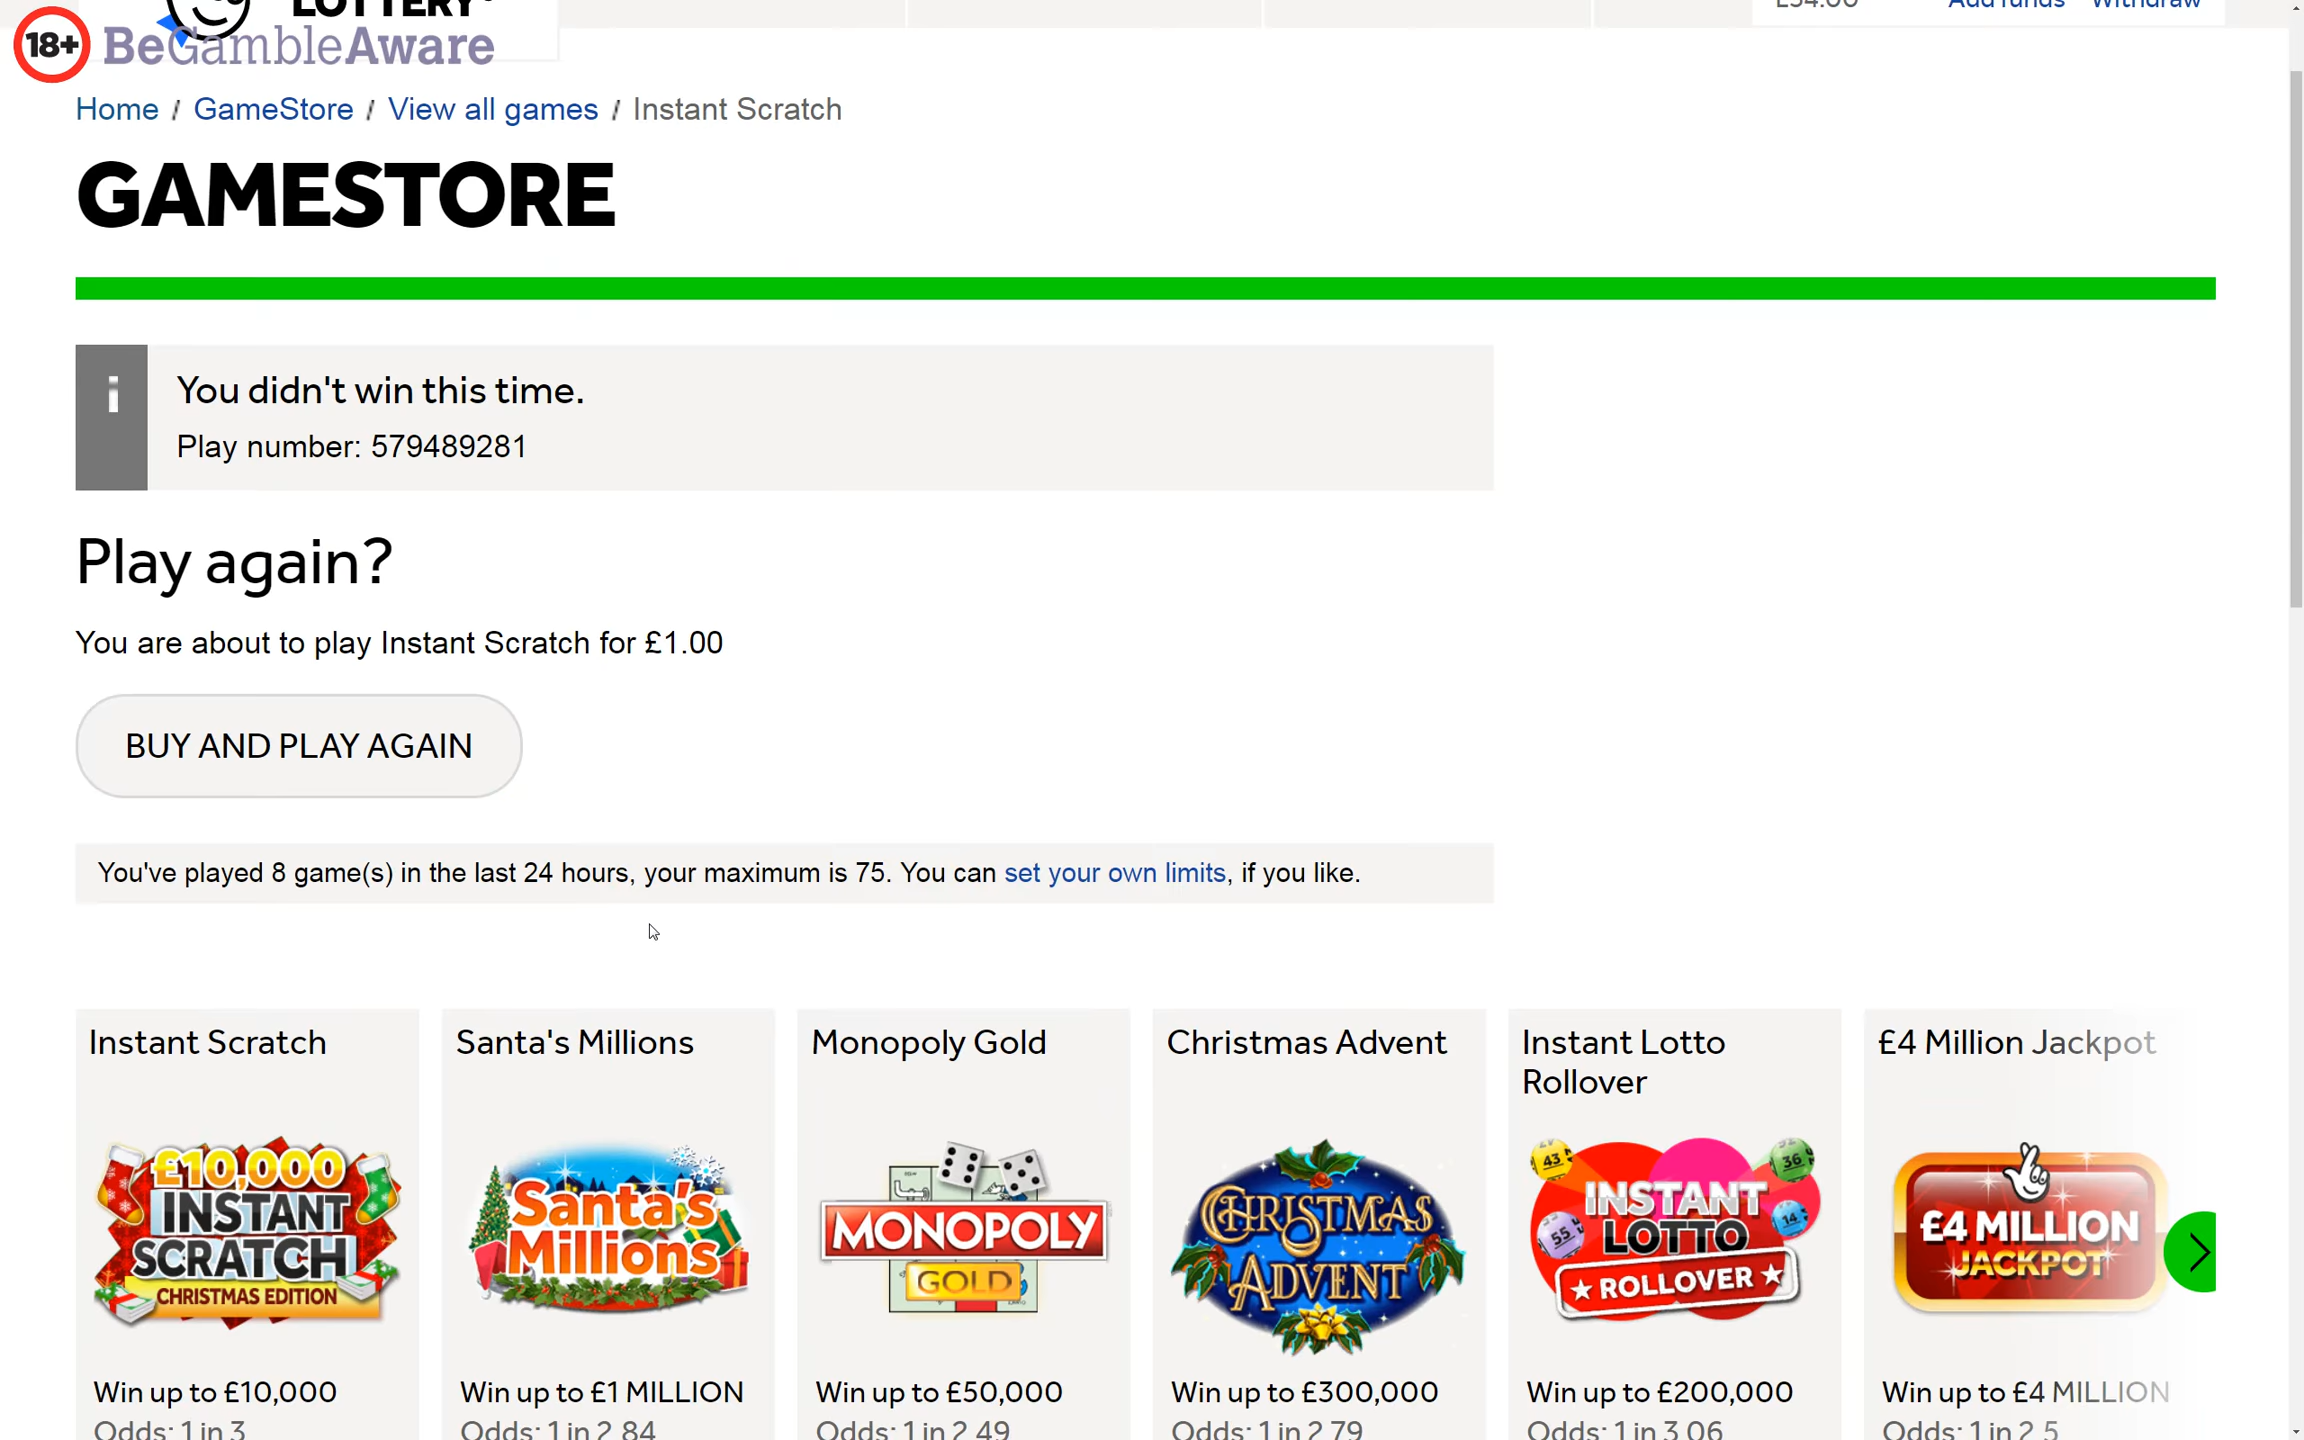 LOTTERY
£54.00 Add funds Withdraw
18+ BeGambleAware
Home / GameStore / View all games / Instant Scratch
GAMESTORE
i
You didn't win this time.
Play number: 579489281
Play again?
You are about to play Instant Scratch for £1.00
BUY AND PLAY AGAIN
You've played 8 game(s) in the last 24 hours, your maximum is 75. You can set your own limits, if you like.
Instant Scratch
£10,000
INSTANT
SCRATCH
CHRISTMAS EDITION
Win up to £10,000
Odds: 1 in 3
Santa's Millions
Santa's
Millions
Win up to £1 MILLION
Odds: 1 in 2.84
Monopoly Gold
MONOPOLY
GOLD
Win up to £50,000
Odds: 1 in 2.49
Christmas Advent
CHRISTMAS
ADVENT
Win up to £300,000
Odds: 1 in 2.79
Instant Lotto
Rollover
43
36
55
14
INSTANT
LOTTO
ROLLOVER
Win up to £200,000
Odds: 1 in 3.06
£4 Million Jackpot
£4 MILLION
JACKPOT
Win up to £4 MILLION
Odds: 1 in 2.5